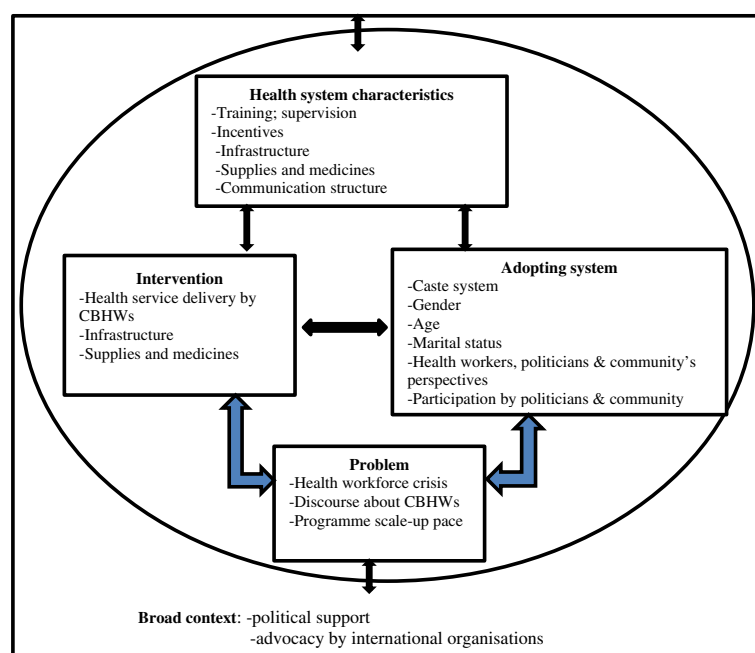 Health system characteristics
-Training; supervision
-Incentives
-Infrastructure
-Supplies and medicines
-Communication structure
Intervention
-Health service delivery by
CBHWs
-Infrastructure
-Supplies and medicines
Adopting system
-Caste system
-Gender
-Age
-Marital status
-Health workers, politicians & community's
perspectives
-Participation by politicians & community
Problem
-Health workforce crisis
-Discourse about CBHWs
-Programme scale-up pace
Broad context: -political support
-advocacy by international organisations